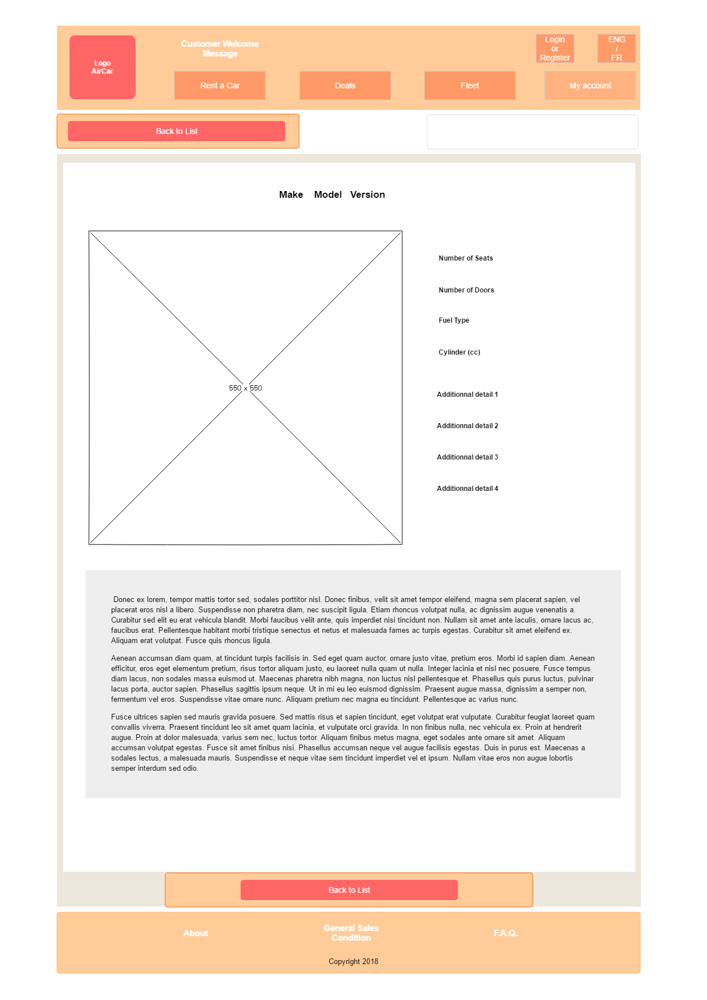 Customer Welcome
Message
Login
or
Register
ENG
/
FR
Logo
AirCar
Rent a Car
Deals
Fleet
My account
Back to List
Make Model Version
Number of Seats
Number of Doors
Fuel Type
Cylinder (cc)
550 × 550
Additionnal detail 1
Additionnal detail 2
Additionnal detail 3
Additionnal detail 4
Donec ex lorem, tempor mattis tortor sed, sodales porttitor nisl. Donec finibus, velit sit amet tempor eleifend, magna sem placerat sapien, vel
placerat eros nisl a libero. Suspendisse non pharetra diam, nec suscipit ligula. Etiam rhoncus volutpat nulla, ac dignissim augue venenatis a.
Curabitur sed elit eu erat vehicula blandit. Morbi faucibus velit ante, quis imperdiet nisi tincidunt non. Nullam sit amet ante iaculis, ornare lacus ac,
faucibus erat. Pellentesque habitant morbi tristique senectus et netus et malesuada fames ac turpis egestas. Curabitur sit amet eleifend ex.
Aliquam erat volutpat. Fusce quis rhoncus ligula.
Aenean accumsan diam quam, at tincidunt turpis facilisis in. Sed eget quam auctor, ornare justo vitae, pretium eros. Morbi id sapien diam. Aenean
efficitur, eros eget elementum pretium, risus tortor aliquam justo, eu laoreet nulla quam ut nulla. Integer lacinia et nisl nec posuere. Fusce tempus
diam lacus, non sodales massa euismod ut. Maecenas pharetra nibh magna, non luctus nisl pellentesque et. Phasellus quis purus luctus, pulvinar
lacus porta, auctor sapien. Phasellus sagittis ipsum neque. Ut in mi eu leo euismod dignissim. Praesent augue massa, dignissim a semper non,
fermentum vel eros. Suspendisse vitae ornare nunc. Aliquam pretium nec magna eu tincidunt. Pellentesque ac varius nunc.
Fusce ultrices sapien sed mauris gravida posuere. Sed mattis risus et sapien tincidunt, eget volutpat erat vulputate. Curabitur feugiat laoreet quam
convallis viverra. Praesent tincidunt leo sit amet quam lacinia, et vulputate orci gravida. In non finibus nulla, nec vehicula ex. Proin at hendrerit
augue. Proin at dolor malesuada, varius sem nec, luctus tortor. Aliquam finibus metus magna, eget sodales ante ornare sit amet. Aliquam
accumsan volutpat egestas. Fusce sit amet finibus nisi. Phasellus accumsan neque vel augue facilisis egestas. Duis in purus est. Maecenas a
sodales lectus, a malesuada mauris. Suspendisse et neque vitae sem tincidunt imperdiet vel et ipsum. Nullam vitae eros non augue lobortis
semper interdum sed odio.
Back to List
About
General Sales
Condition
F.A.Q.
Copyright 2018